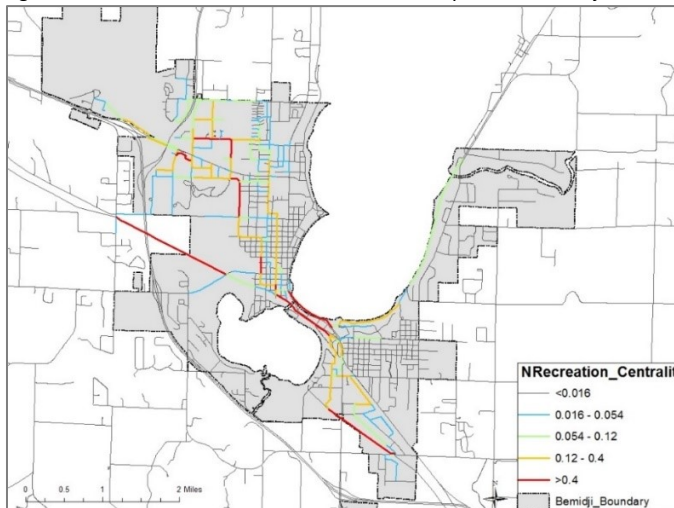 NRecreation_Centralit
<0.016
0.016 - 0.054
0.054 - 0.12
0.12 - 0.4
>0.4
Bemidji_Boundary
0 0.5 1 2 Miles
N